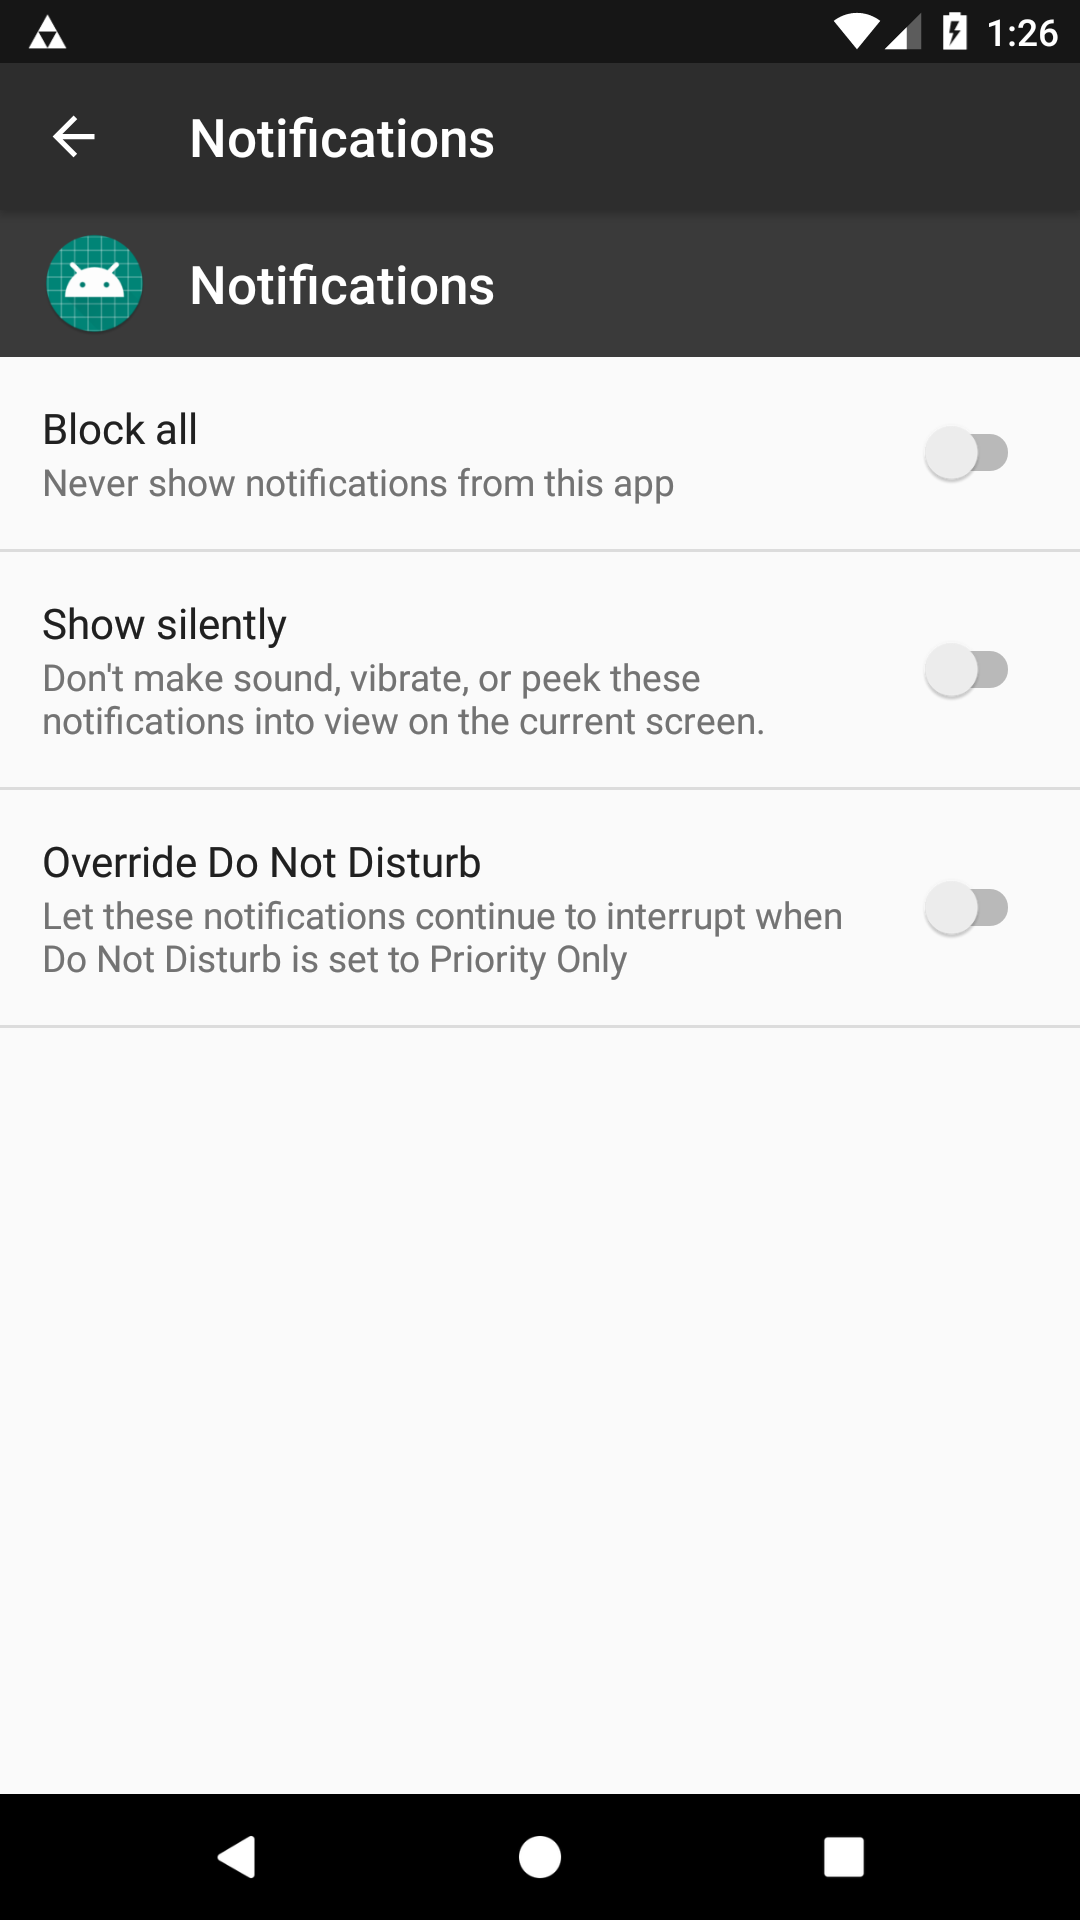 1:26
Notifications
Notifications
Block all
Never show notifications from this app
Show silently
Don't make sound, vibrate, or peek these
notifications into view on the current screen.
Override Do Not Disturb
Let these notifications continue to interrupt when
Do Not Disturb is set to Priority Only